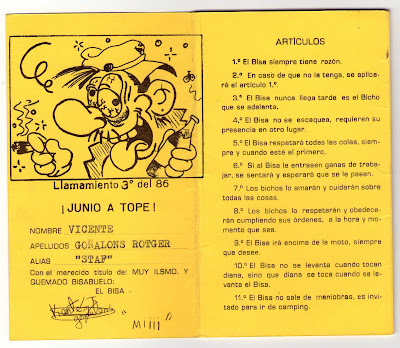 Llamamiento 3º del 86
¡JUNIO A TOPE!
NOMBRE VICENTE
APELLIDOS GOÑALONS ROTGER
ALIAS "STAF"
Con el merecido titulo de: MUY ILSMO. Y
QUEMADO BISABUELO:
EL BISA -
"Miiii"
ARTÍCULOS
1.º El Bisa siempre tiene razón.
2.º En caso de que no la tenga, se aplica-
ré el artículo 1.º.
3.º El Bisa nunca llega tarde es el Bicho
que se adelanta.
4.º El Bisa no se escaquea, requieren su
presencia en otro lugar.
5.º El Bisa respetará todas las colas, siem-
pre y cuando esté el primero.
6.º Si al Bisa le entrasen ganas de traba-
jar, se sentará y esperará que se le pasen.
7.º Los bichos lo amarán y cuidarán sobre
todas las cosas.
8.º Los bichos lo respetarán y obedece-
rán cumpliendo sus órdenes, a la hora y mo-
mento que sea.
9.º El Bisa irá encima de la moto, siempre
que desee.
10.º El Bisa no se levanta cuando tocan
diana, sino que diana se toca cuando se le-
vanta el Bisa.
11.º El Bisa no sale de maniobras, es invi-
tado para ir de camping.